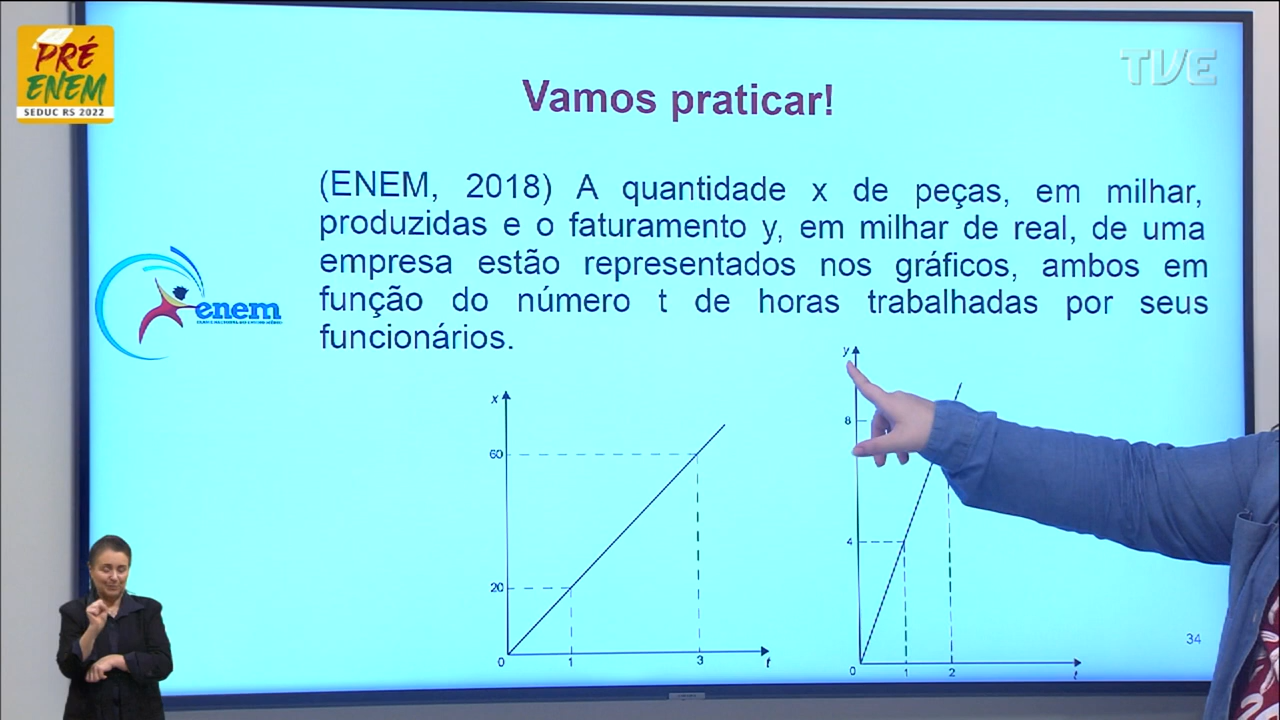 PRÉ
ENEM
SEDUC RS 2022
TVE
Vamos praticar!
(ENEM, 2018) A quantidade x de peças, em milhar,
produzidas e o faturamento y, em milhar de real, de uma
empresa estão representados nos gráficos, ambos em
função do número t de horas trabalhadas por seus
funcionários.
enem
x
60
20
0
1
3
t
y
8
4
0
1
2
t
34